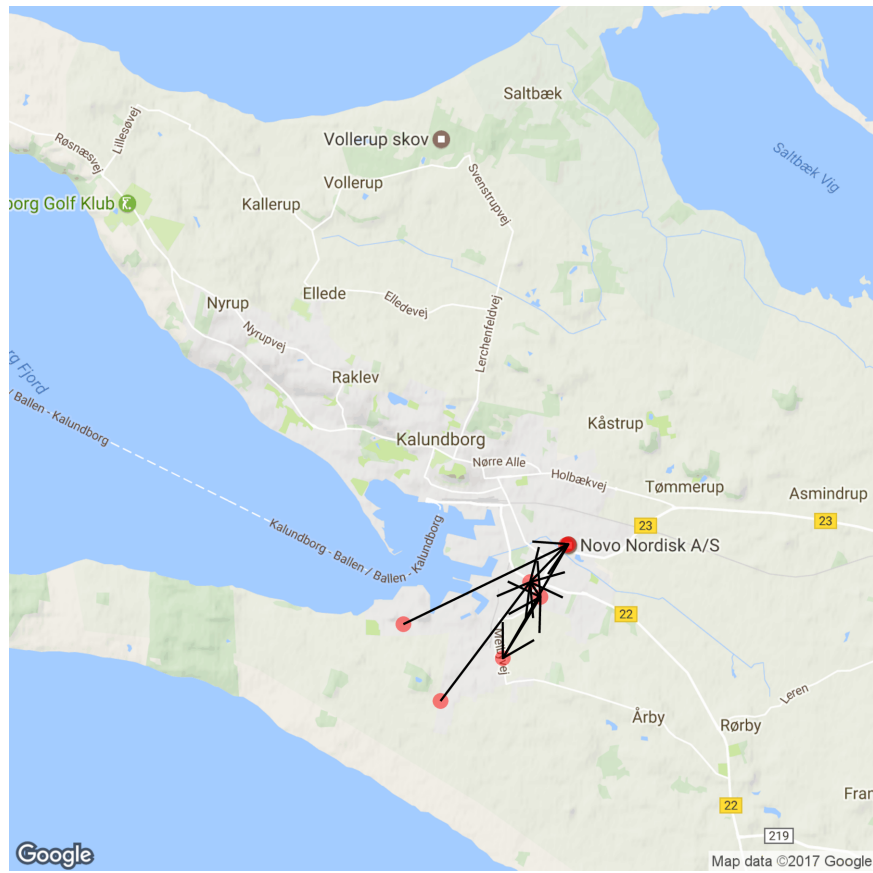 Saltbæk
Lillesøvej
Røsnæsvej
Vollerup skov
Saltbæk Vig
Vollerup
Svenstrupvej
org Golf Klub
Kallerup
Ellede
Nyrup
Elledevej
Lerchenfeldvej
Nyrupvej
rg Fjord
Raklev
/ Ballen - Kalundborg
Kalundborg
Kåstrup
Nørre Alle
Holbækvej
Tømmerup
Asmindrup
23
23
Kalundborg - Ballen / Ballen - Kalundborg
Novo Nordisk A/S
22
Leren
Årby
Rørby
Fran
22
219
Google
Map data ©2017 Google